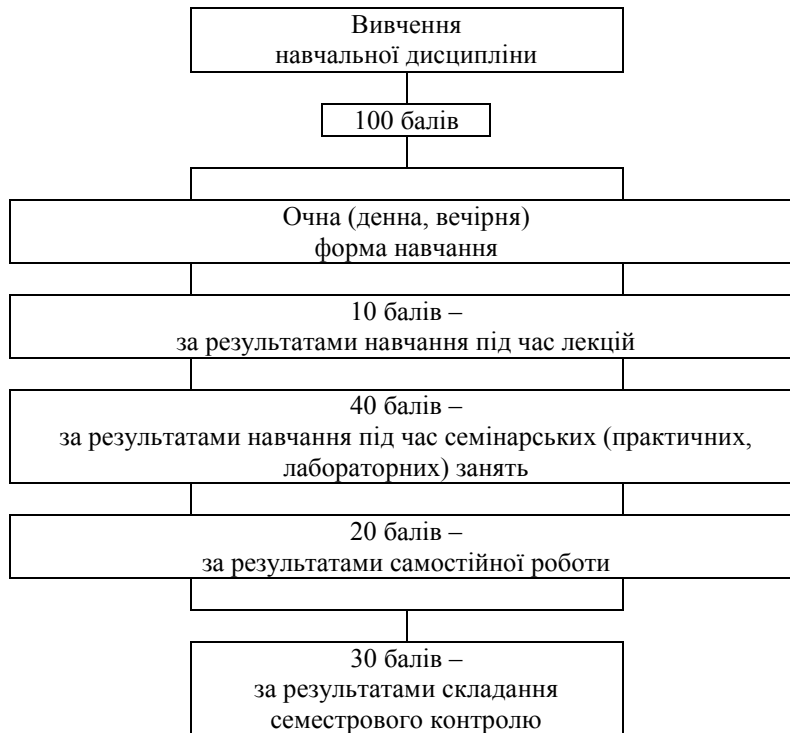 Вивчення
навчальної дисципліни
100 балів
Очна (денна, вечірня)
форма навчання
10 балів –
за результатами навчання під час лекцій
40 балів –
за результатами навчання під час семінарських (практичних,
лабораторних) занять
20 балів –
за результатами самостійної роботи
30 балів –
за результатами складання
семестрового контролю